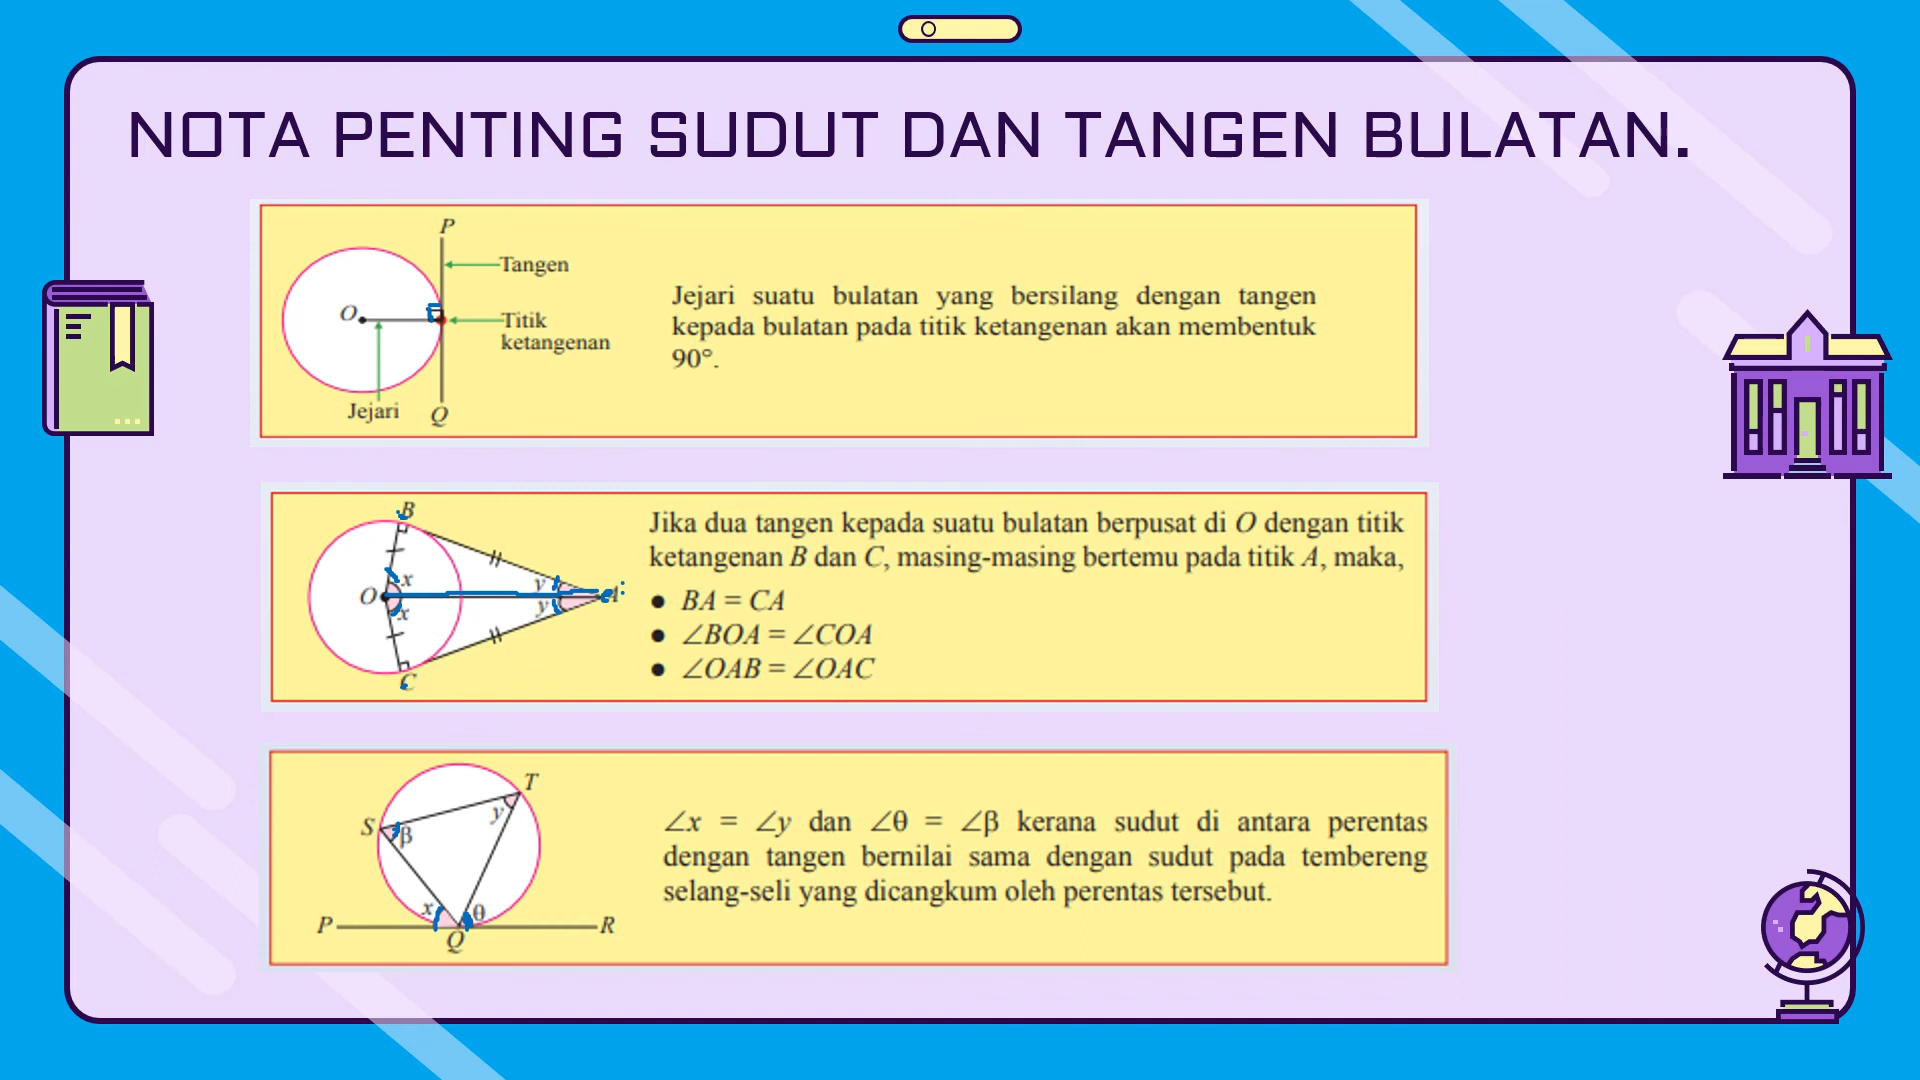 NOTA PENTING SUDUT DAN TANGEN BULATAN.
P
Tangen
O
Titik
ketangenan
Jejari
Q
Jejari suatu bulatan yang bersilang dengan tangen
kepada bulatan pada titik ketangenan akan membentuk
90°.
B
x
y
O
A
x
y
C
Jika dua tangen kepada suatu bulatan berpusat di O dengan titik
ketangenan B dan C, masing-masing bertemu pada titik A, maka,
● BA = CA
● ∠BOA = ∠COA
● ∠OAB = ∠OAC
T
y
S
β
x
θ
P
Q
R
∠x = ∠y dan ∠θ = ∠β kerana sudut di antara perentas
dengan tangen bernilai sama dengan sudut pada tembereng
selang-seli yang dicangkum oleh perentas tersebut.